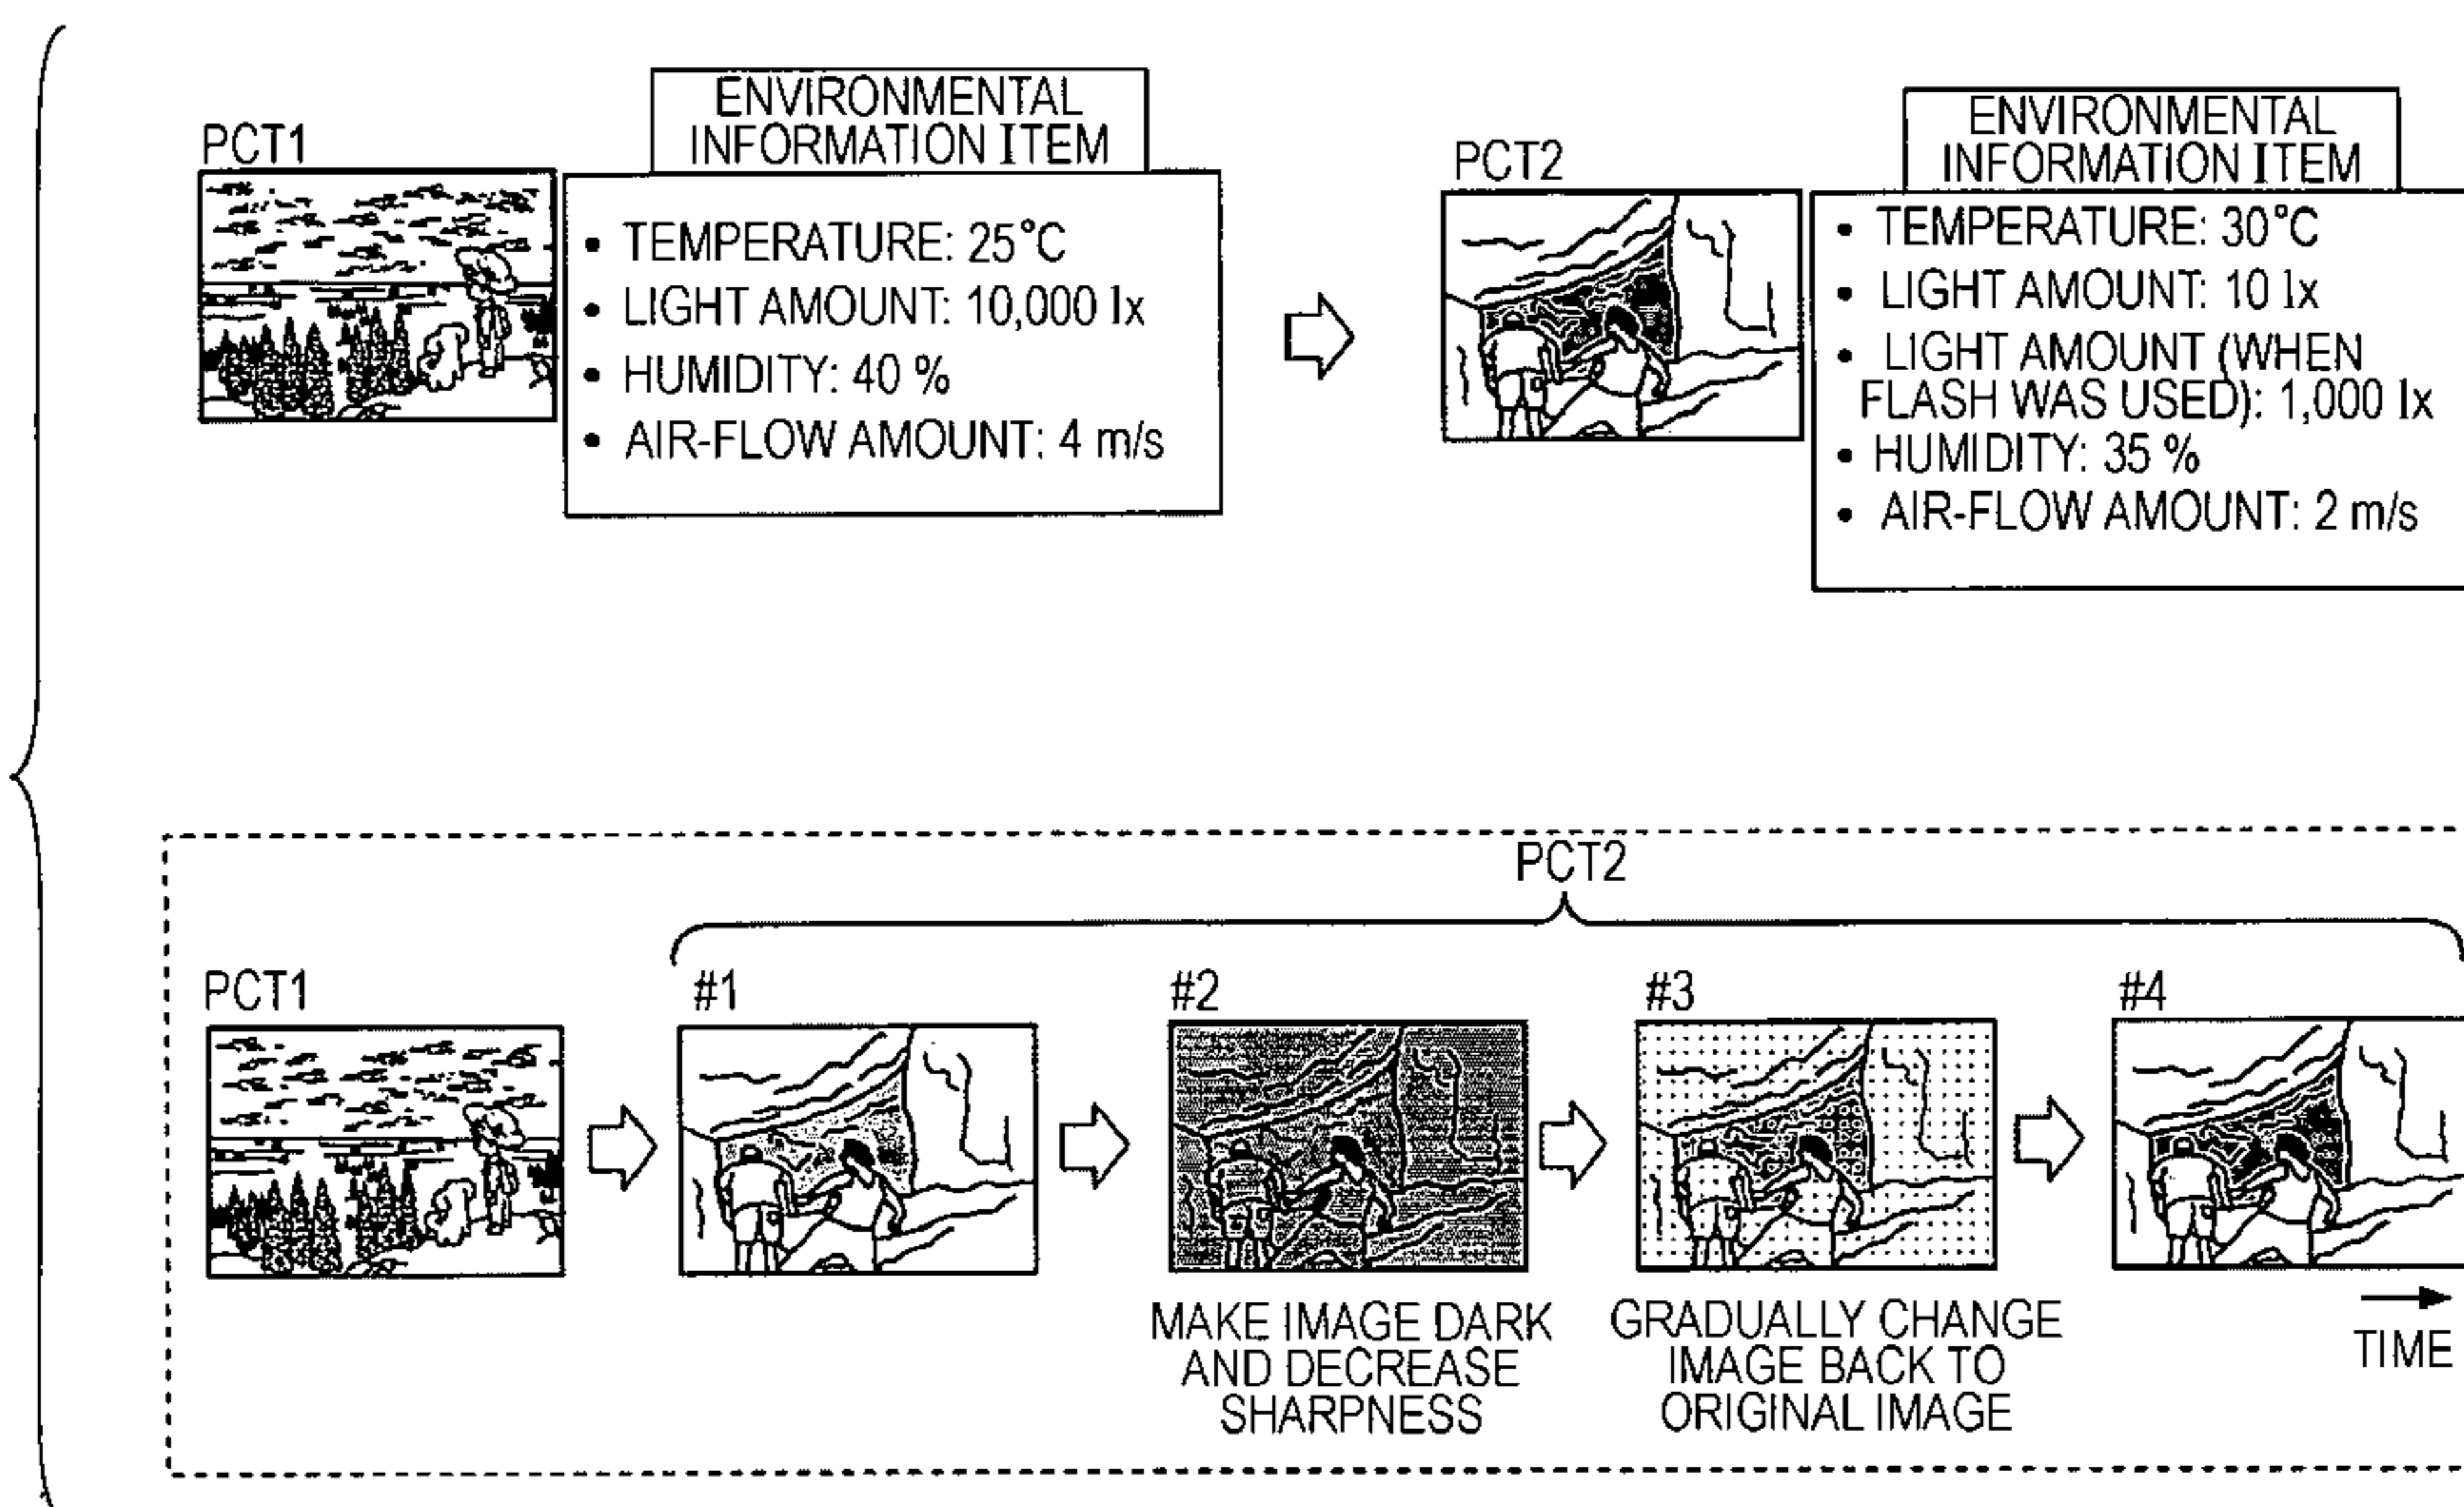 PCT1
ENVIRONMENTAL
INFORMATION ITEM
• TEMPERATURE: 25°C
• LIGHT AMOUNT: 10,000 lx
• HUMIDITY: 40 %
• AIR-FLOW AMOUNT: 4 m/s
PCT2
ENVIRONMENTAL
INFORMATION ITEM
• TEMPERATURE: 30°C
• LIGHT AMOUNT: 10 lx
• LIGHT AMOUNT (WHEN
FLASH WAS USED): 1,000 lx
• HUMIDITY: 35 %
• AIR-FLOW AMOUNT: 2 m/s
PCT2
PCT1
#1
#2
#3
#4
MAKE IMAGE DARK
AND DECREASE
SHARPNESS
GRADUALLY CHANGE
IMAGE BACK TO
ORIGINAL IMAGE
TIME